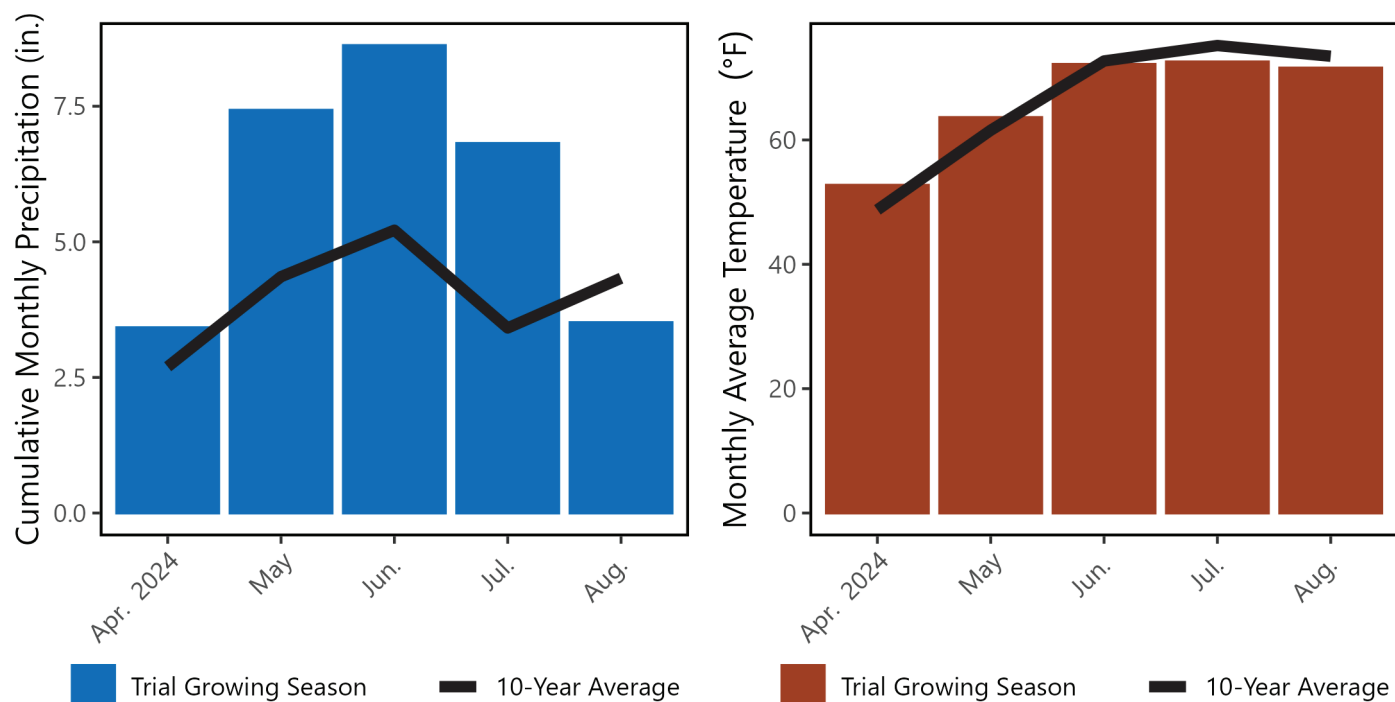 Cumulative Monthly Precipitation (in.)
7.5
5.0
2.5
0.0
Apr. 2024
May
Jun.
Jul.
Aug.
Trial Growing Season
10-Year Average
Monthly Average Temperature (°F)
60
40
20
0
Apr. 2024
May
Jun.
Jul.
Aug.
Trial Growing Season
10-Year Average